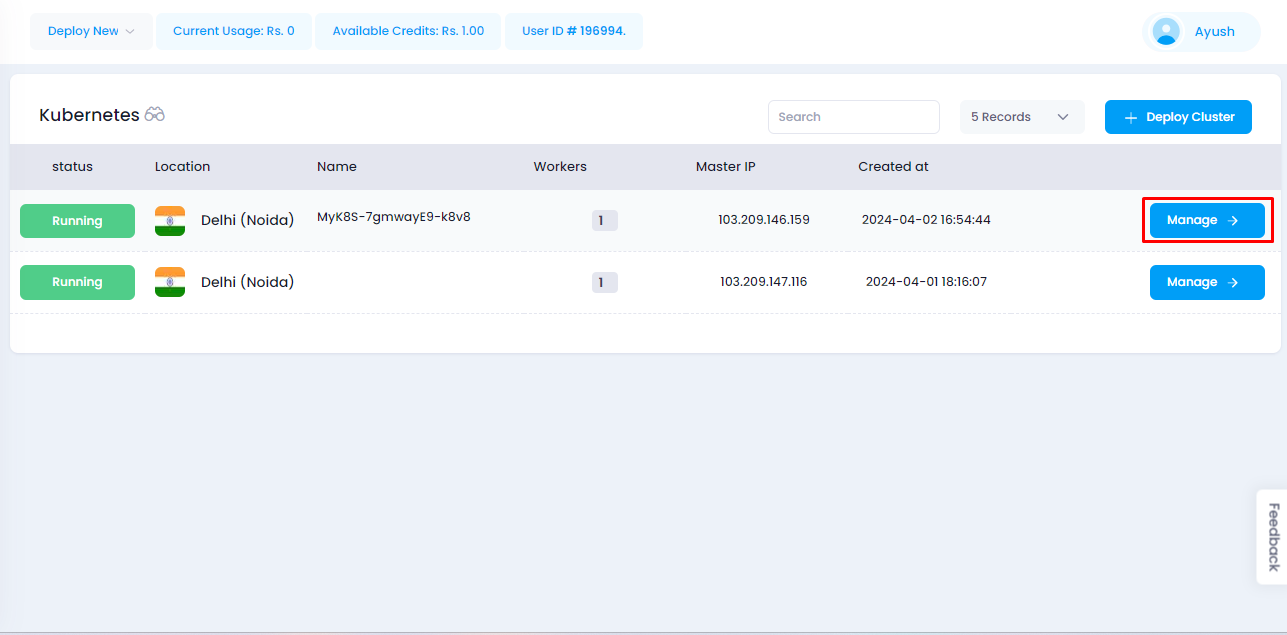 Deploy New Current Usage: Rs. 0 Available Credits: Rs. 1.00 User ID # 196994. Ayush
Kubernetes Search 5 Records + Deploy Cluster
status Location Name Workers Master IP Created at
Running Delhi (Noida) MyK8S-7gmwayE9-k8v8 1 103.209.146.159 2024-04-02 16:54:44 Manage →
Running Delhi (Noida) 1 103.209.147.116 2024-04-01 18:16:07 Manage →
Feedback